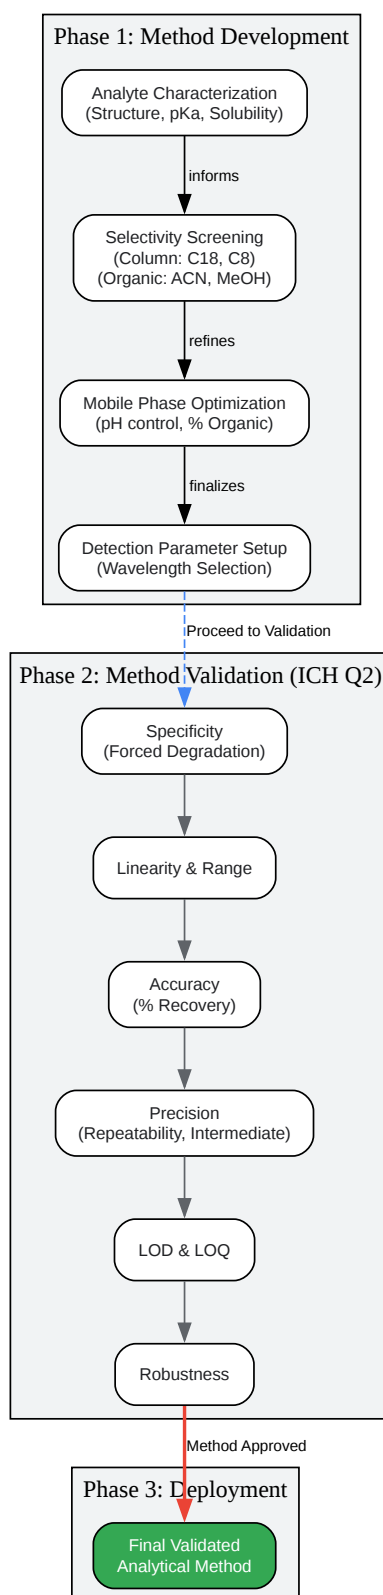 Phase 1: Method Development
Analyte Characterization
(Structure, pKa, Solubility)
informs
Selectivity Screening
(Column: C18, C8)
(Organic: ACN, MeOH)
refines
Mobile Phase Optimization
(pH control, % Organic)
finalizes
Detection Parameter Setup
(Wavelength Selection)
Proceed to Validation
Phase 2: Method Validation (ICH Q2)
Specificity
(Forced Degradation)
Linearity & Range
Accuracy
(% Recovery)
Precision
(Repeatability, Intermediate)
LOD & LOQ
Robustness
Method Approved
Phase 3: Deployment
Final Validated
Analytical Method